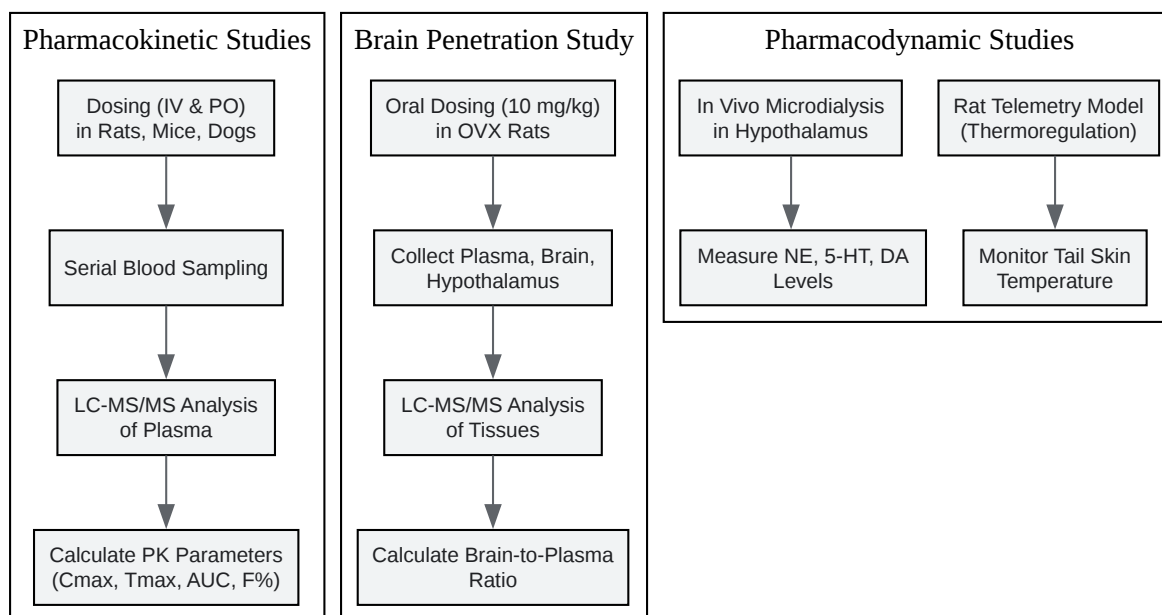 Pharmacokinetic Studies
Dosing (IV & PO)
in Rats, Mice, Dogs
Serial Blood Sampling
LC-MS/MS Analysis
of Plasma
Calculate PK Parameters
(Cmax, Tmax, AUC, F%)
Brain Penetration Study
Oral Dosing (10 mg/kg)
in OVX Rats
Collect Plasma, Brain,
Hypothalamus
LC-MS/MS Analysis
of Tissues
Calculate Brain-to-Plasma
Ratio
Pharmacodynamic Studies
In Vivo Microdialysis
in Hypothalamus
Measure NE, 5-HT, DA
Levels
Rat Telemetry Model
(Thermoregulation)
Monitor Tail Skin
Temperature